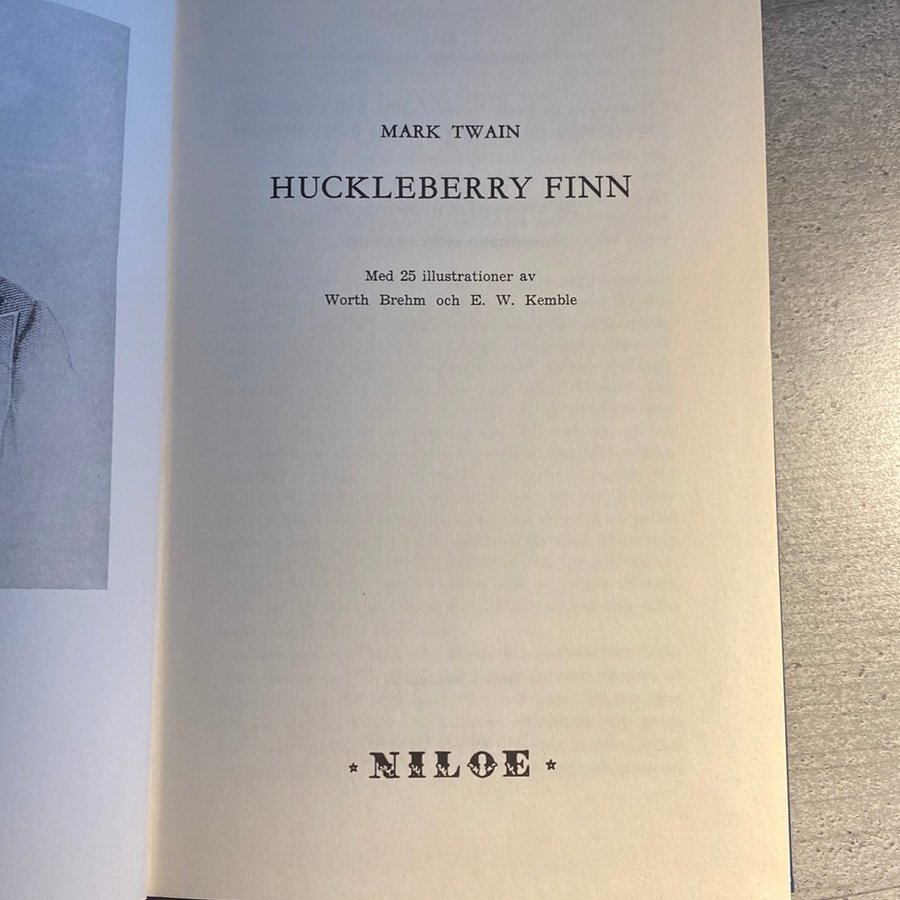 MARK TWAIN
HUCKLEBERRY FINN
Med 25 illustrationer av
Worth Brehm och E. W. Kemble
* NILOE *